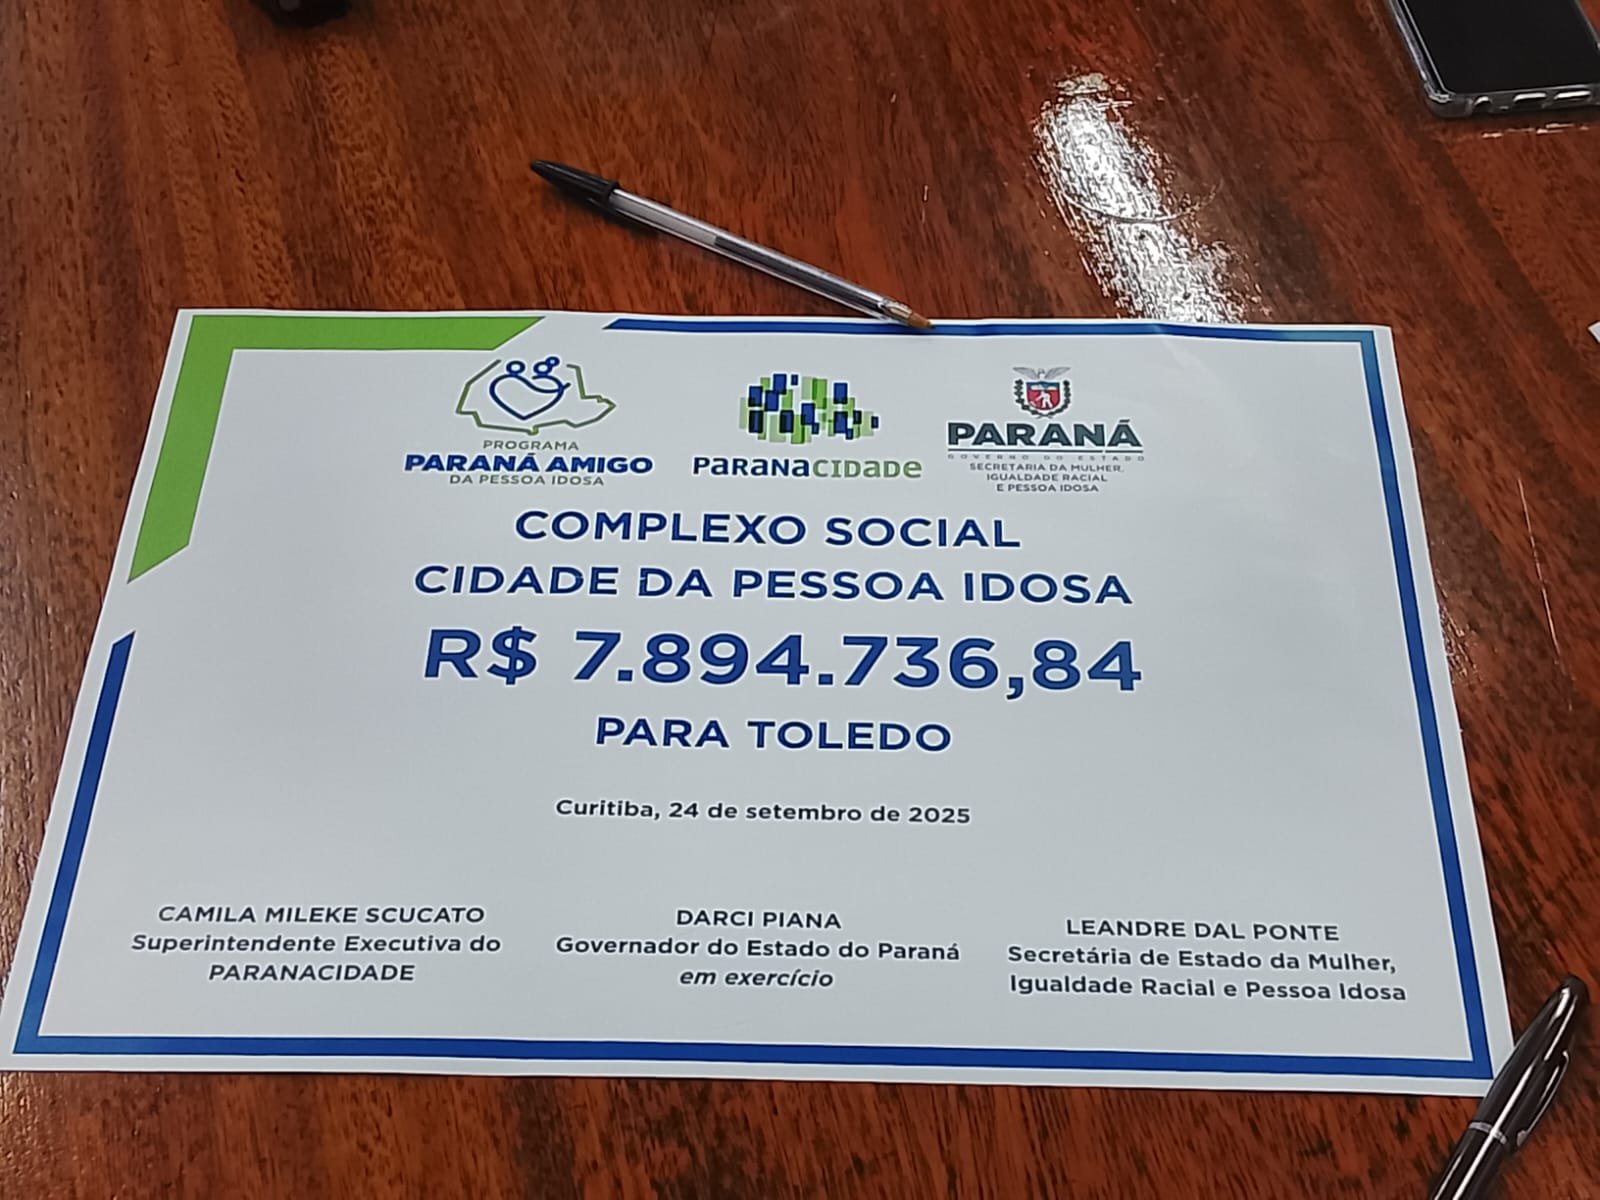 PROGRAMA
PARANÁ AMIGO
DA PESSOA IDOSA
PARANACIDADE
PARANÁ
GOVERNO DO ESTADO
SECRETARIA DA MULHER,
IGUALDADE RACIAL
E PESSOA IDOSA
COMPLEXO SOCIAL
CIDADE DA PESSOA IDOSA
R$ 7.894.736,84
PARA TOLEDO
Curitiba, 24 de setembro de 2025
CAMILA MILEKE SCUCATO
Superintendente Executiva do
PARANACIDADE
DARCI PIANA
Governador do Estado do Paraná
em exercício
LEANDRE DAL PONTE
Secretária de Estado da Mulher,
Igualdade Racial e Pessoa Idosa